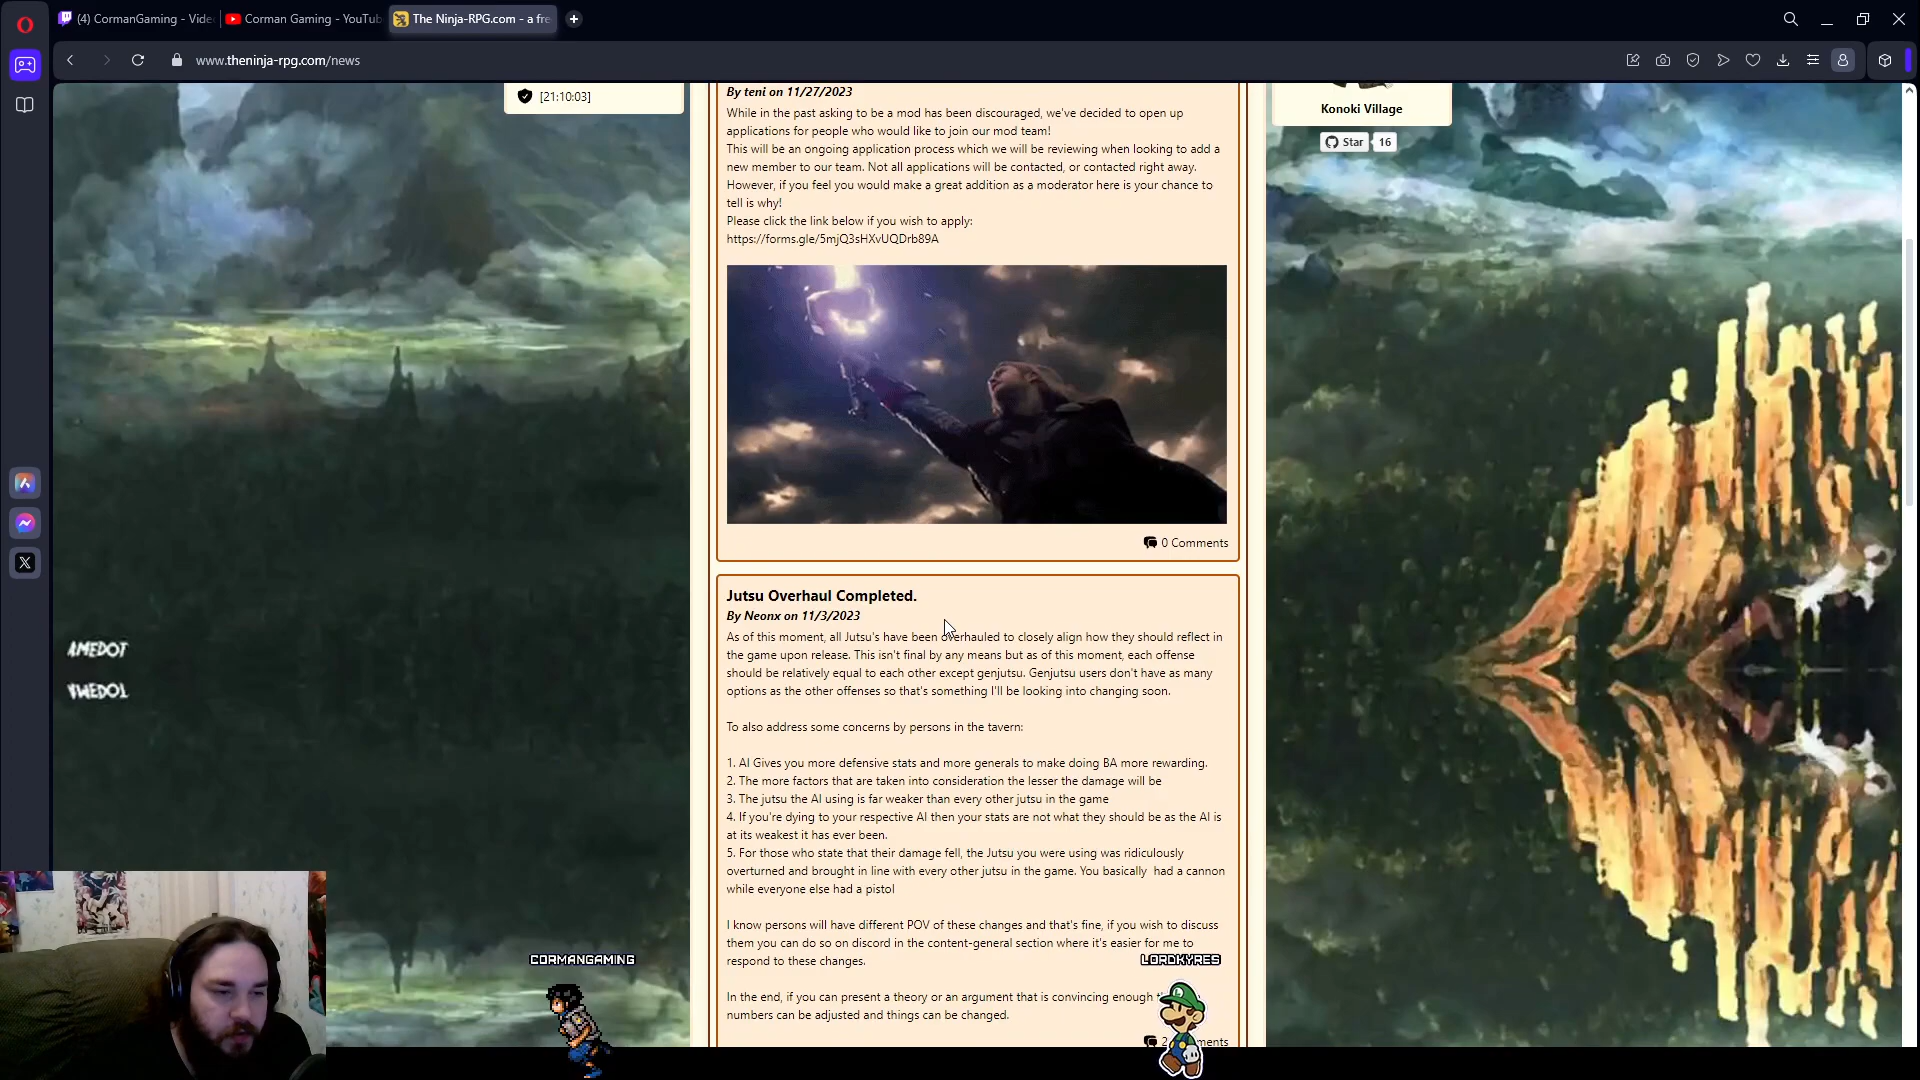 (4) CormanGaming - Vide
Corman Gaming - YouTub
The Ninja-RPG.com - a fre
www.theninja-rpg.com/news
[21:10:03]
Konoki Village
Star 16
By teni on 11/27/2023
While in the past asking to be a mod has been discouraged, we've decided to open up
applications for people who would like to join our mod team!
This will be an ongoing application process which we will be reviewing when looking to add a
new member to our team. Not all applications will be contacted, or contacted right away.
However, if you feel you would make a great addition as a moderator here is your chance to
tell is why!
Please click the link below if you wish to apply:
https://forms.gle/5mjQ3sHXvUQDrb89A
0 Comments
Jutsu Overhaul Completed.
By Neonx on 11/3/2023
As of this moment, all Jutsu's have been overhauled to closely align how they should reflect in
the game upon release. This isn't final by any means but as of this moment, each offense
should be relatively equal to each other except genjutsu. Genjutsu users don't have as many
options as the other offenses so that's something I'll be looking into changing soon.
To also address some concerns by persons in the tavern:
1. AI Gives you more defensive stats and more generals to make doing BA more rewarding.
2. The more factors that are taken into consideration the lesser the damage will be
3. The jutsu the AI using is far weaker than every other jutsu in the game
4. If you're dying to your respective AI then your stats are not what they should be as the AI is
at its weakest it has ever been.
5. For those who state that their damage fell, the Jutsu you were using was ridiculously
overturned and brought in line with every other jutsu in the game. You basically had a cannon
while everyone else had a pistol
I know persons will have different POV of these changes and that's fine, if you wish to discuss
them you can do so on discord in the content-general section where it's easier for me to
respond to these changes.
In the end, if you can present a theory or an argument that is convincing enough
numbers can be adjusted and things can be changed.
CORMANGAMING
LORDKYRES